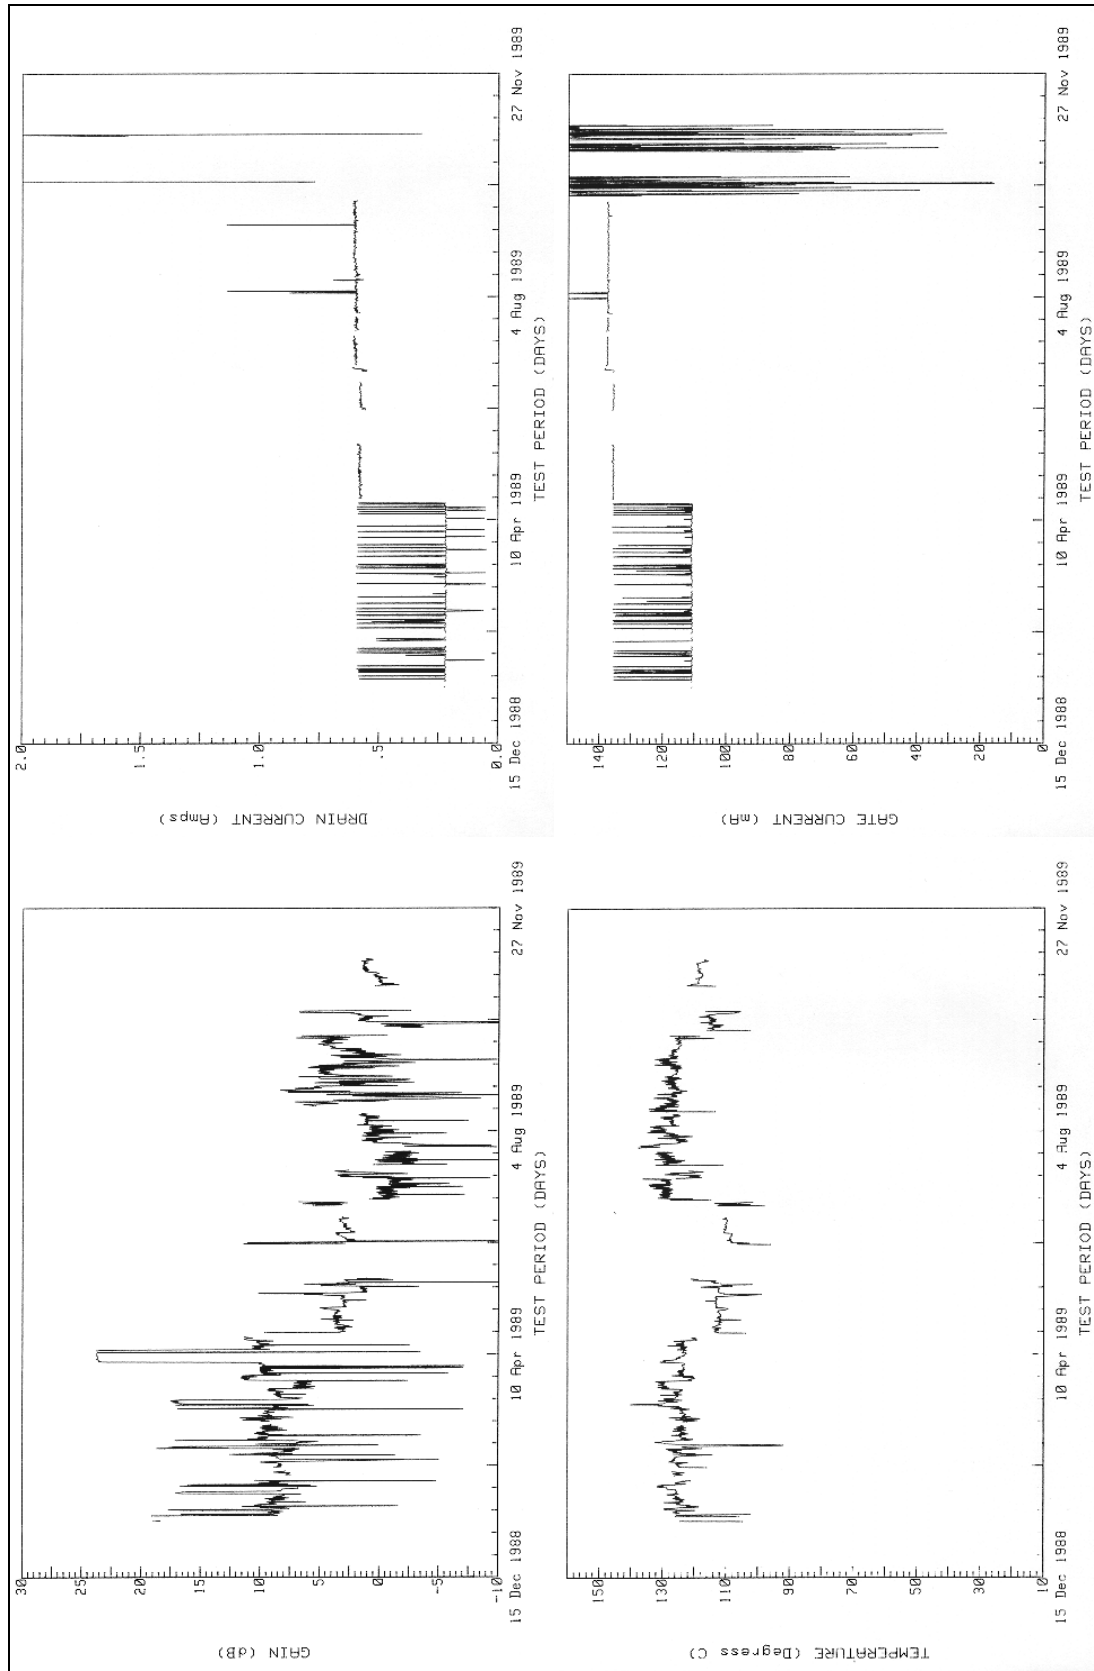 GAIN (dB)
30
25
20
15
10
5
0
-5
-10
15 Dec 1988 10 Apr 1989 4 Aug 1989 27 Nov 1989
TEST PERIOD (DAYS)
DRAIN CURRENT (Amps)
2.0
1.0
.5
0.0
15 Dec 1988 10 Apr 1989 4 Aug 1989 27 Nov 1989
TEST PERIOD (DAYS)
TEMPERATURE (Degress C)
150
130
110
90
70
50
30
10
15 Dec 1988 10 Apr 1989 4 Aug 1989 27 Nov 1989
TEST PERIOD (DAYS)
GATE CURRENT (mA)
140
120
100
80
60
40
20
0
15 Dec 1988 10 Apr 1989 4 Aug 1989 27 Nov 1989
TEST PERIOD (DAYS)